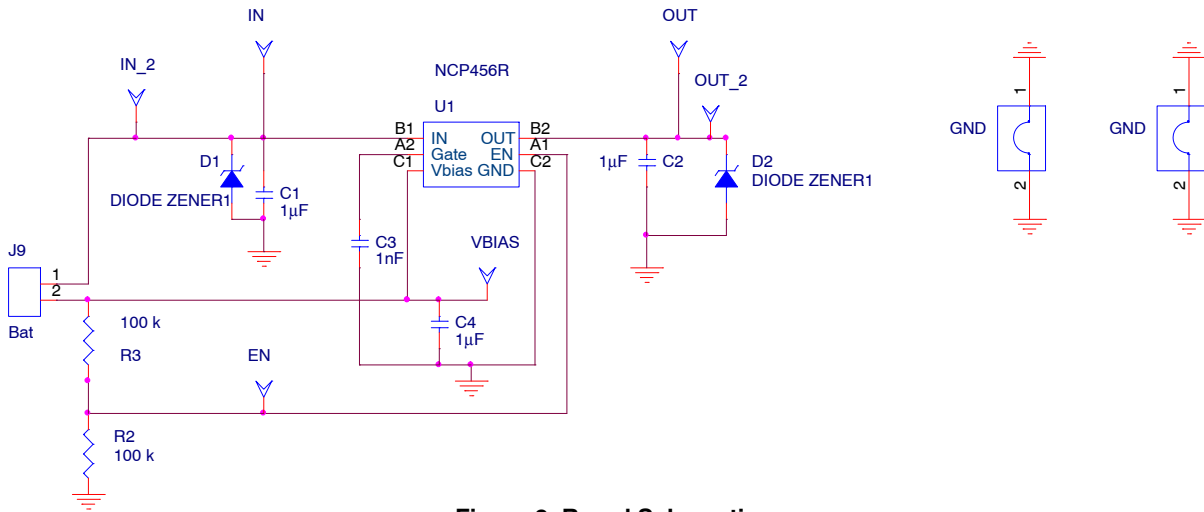 IN
OUT
IN_2
NCP456R
OUT_2
U1
B1
IN
OUT
B2
A2
Gate
EN
A1
C1
Vbias
GND
C2
D1
DIODE ZENER1
C1
1µF
1µF
C2
D2
DIODE ZENER1
GND
1
2
GND
1
2
C3
1nF
VBIAS
J9
1
2
Bat
100 k
R3
C4
1µF
EN
R2
100 k